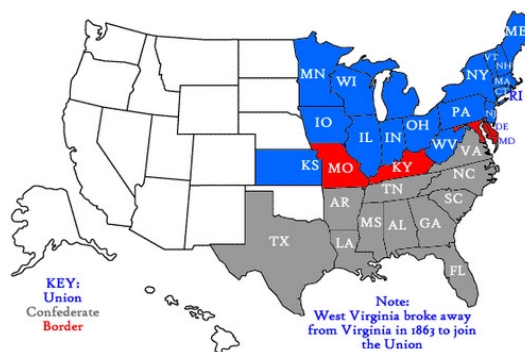 ME
VT
NH
MN
WI
NY
MA
CT
RI
IO
PA
NJ
IL
IN
OH
DE
MD
WV
KS
MO
KY
VA
NC
TN
SC
AR
MS
AL
GA
TX
LA
FL
KEY:
Union
Confederate
Border
Note:
West Virginia broke away
from Virginia in 1863 to join
the Union